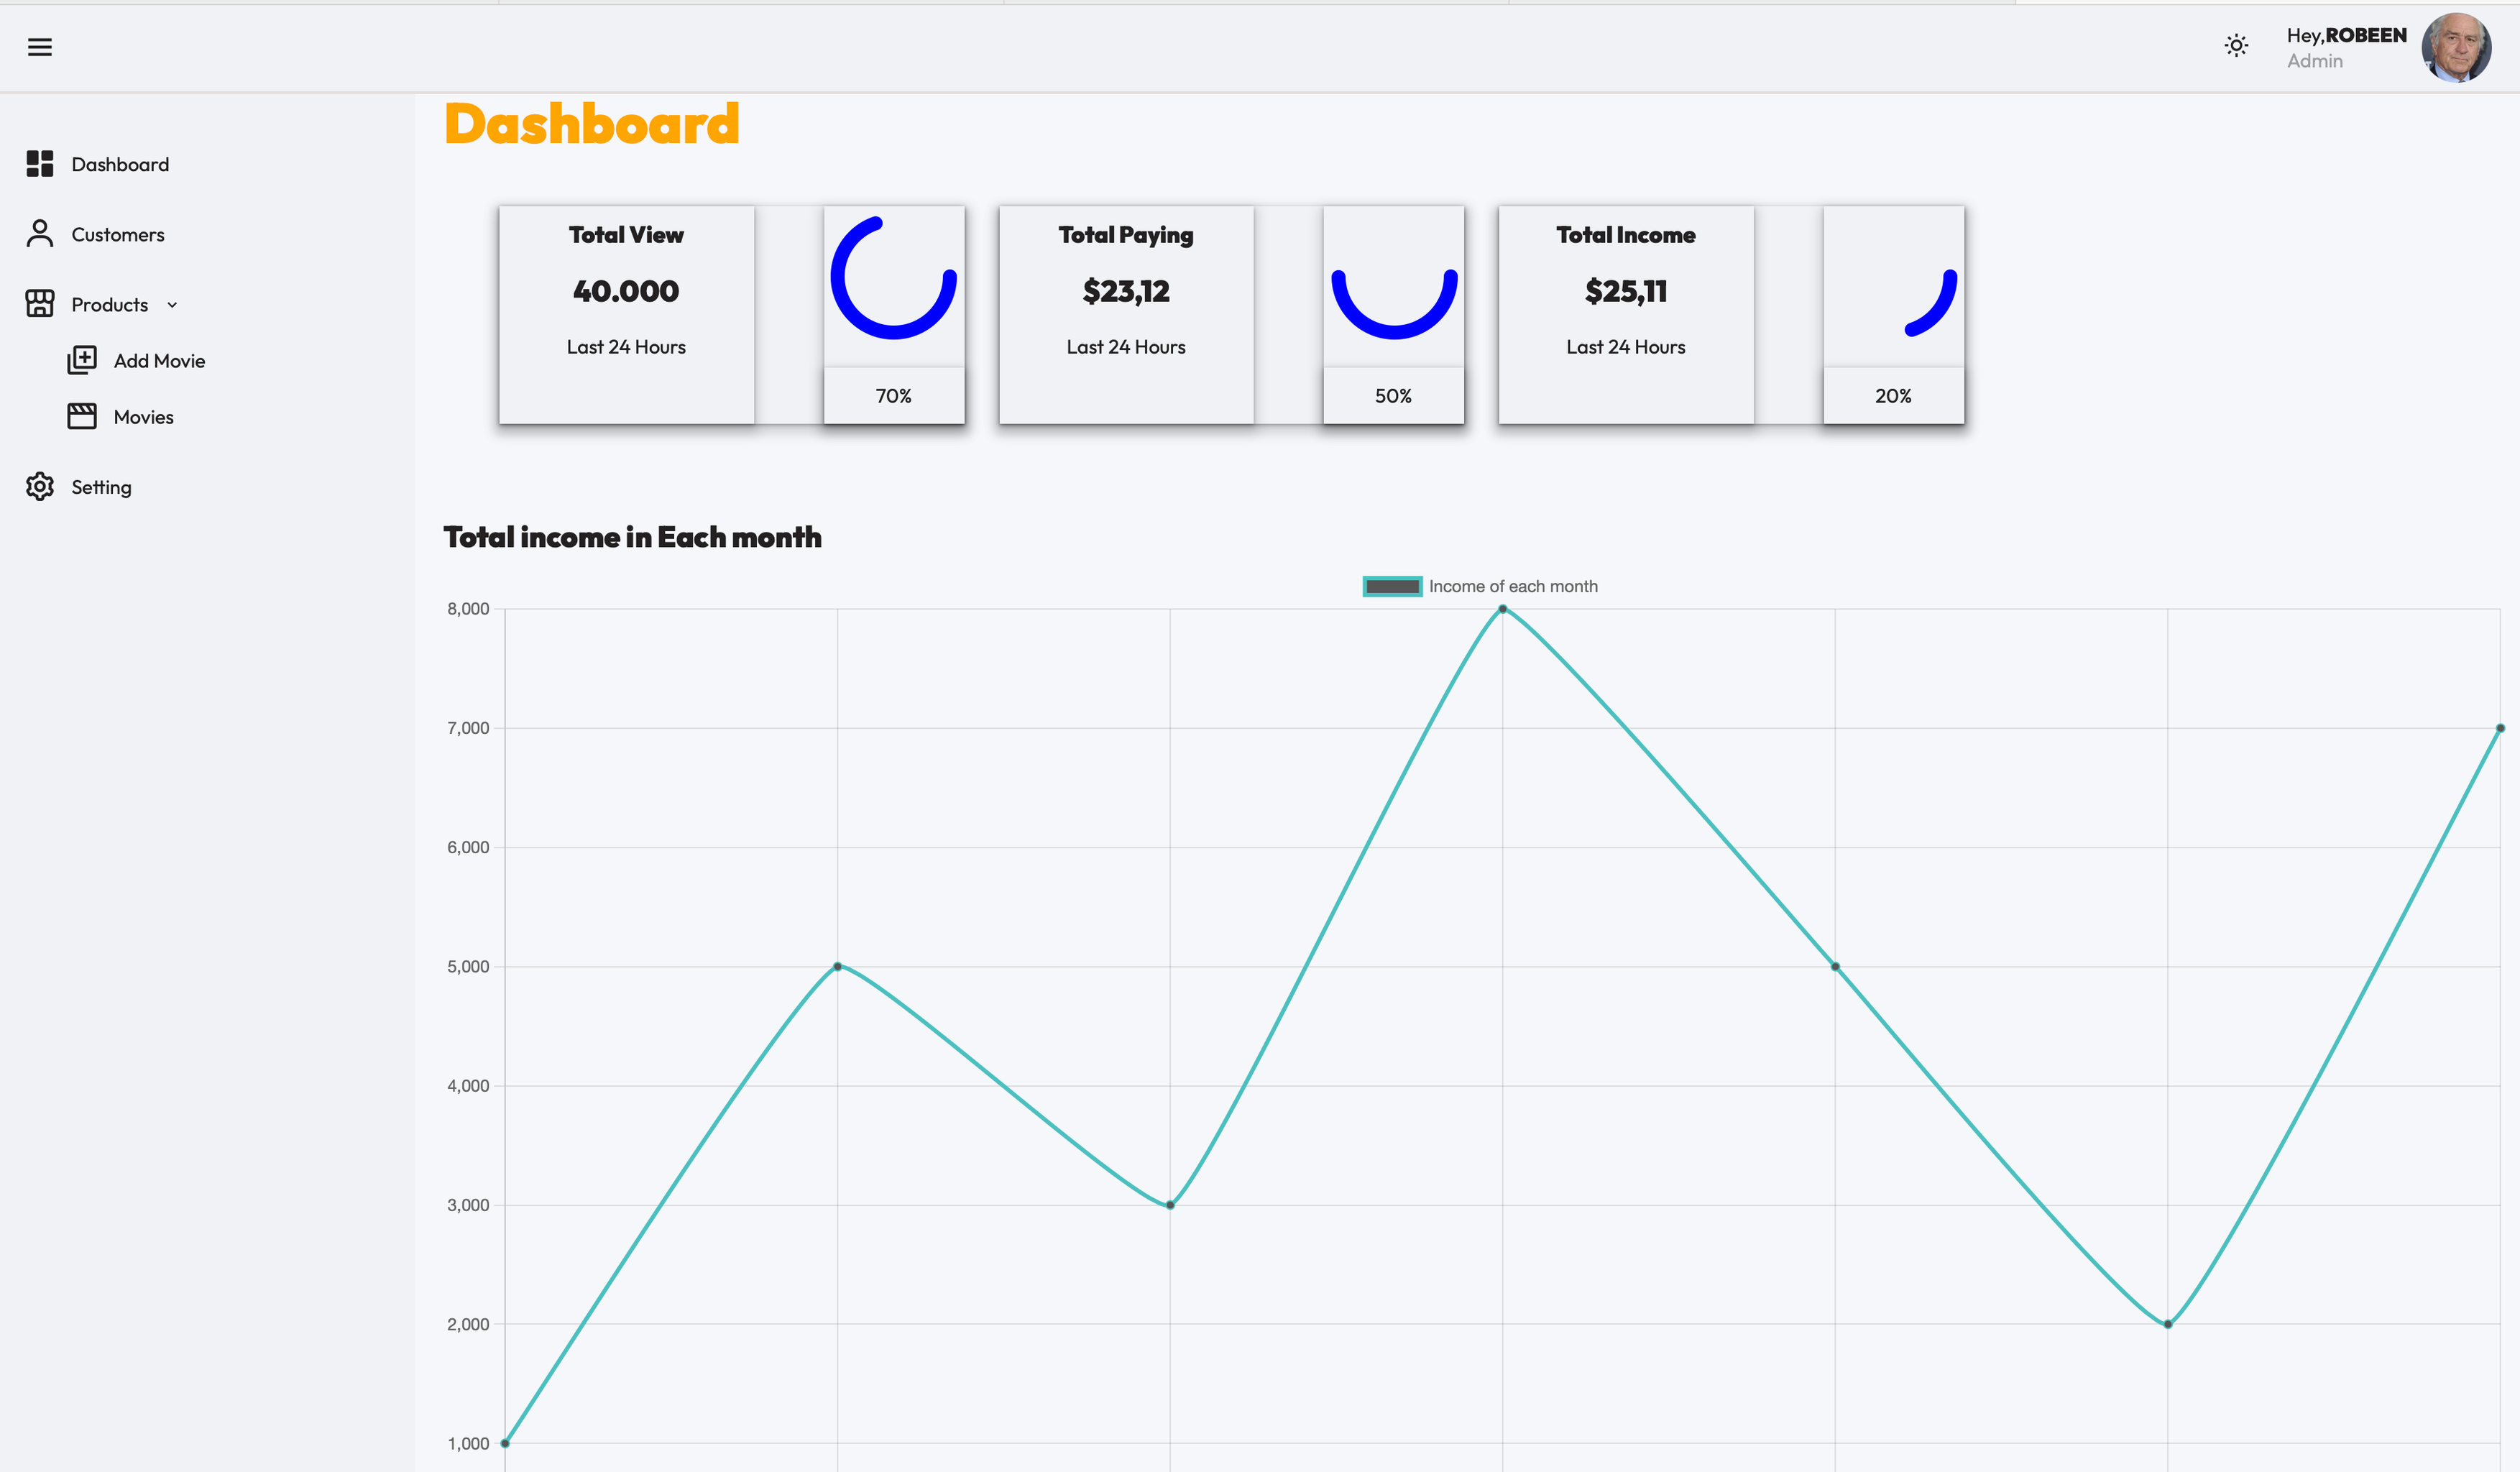 Hey,ROBEEN
Admin
Dashboard
Customers
Products
Add Movie
Movies
Setting
Dashboard
Total View
40.000
Last 24 Hours
70%
Total Paying
$23,12
Last 24 Hours
50%
Total Income
$25,11
Last 24 Hours
20%
Total income in Each month
Income of each month
8,000
7,000
6,000
5,000
4,000
3,000
2,000
1,000